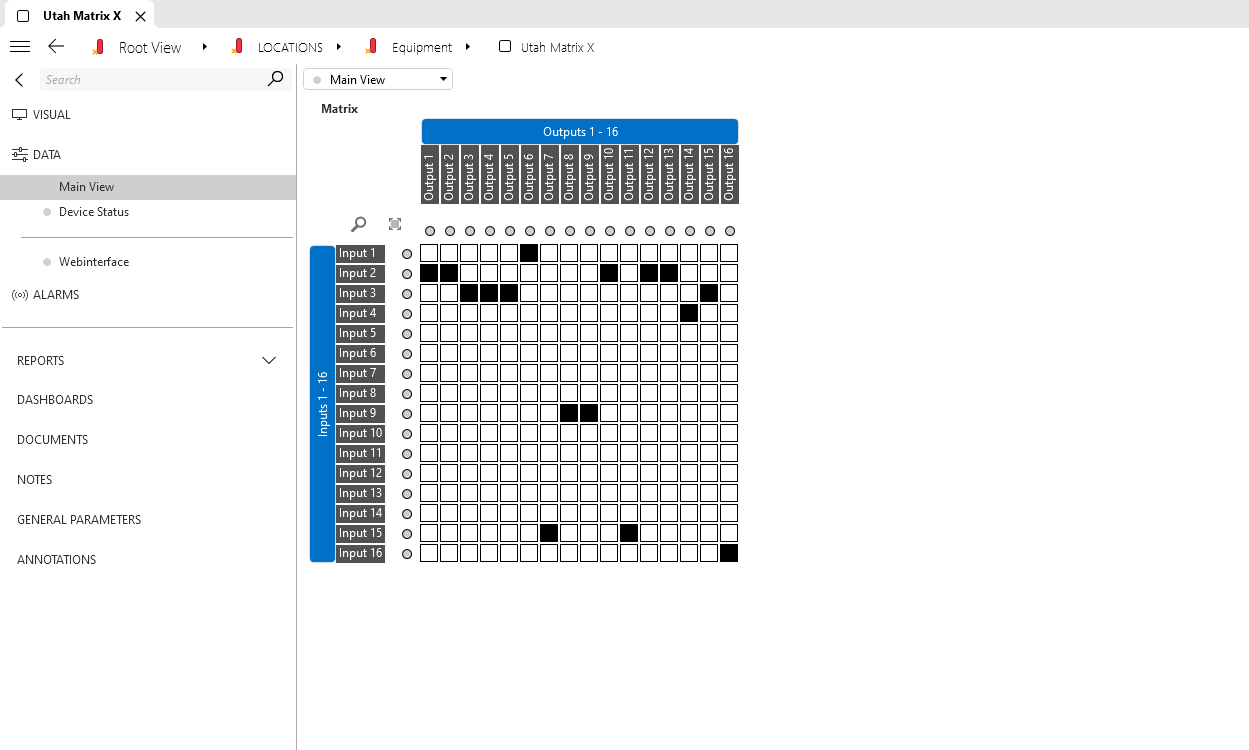 Utah Matrix X
Root View LOCATIONS Equipment Utah Matrix X
Search
VISUAL
DATA
Main View
Device Status
Webinterface
ALARMS
REPORTS
DASHBOARDS
DOCUMENTS
NOTES
GENERAL PARAMETERS
ANNOTATIONS
Main View
Matrix
Outputs 1 - 16
Output 1
Output 2
Output 3
Output 4
Output 5
Output 6
Output 7
Output 8
Output 9
Output 10
Output 11
Output 12
Output 13
Output 14
Output 15
Output 16
Inputs 1 - 16
Input 1
Input 2
Input 3
Input 4
Input 5
Input 6
Input 7
Input 8
Input 9
Input 10
Input 11
Input 12
Input 13
Input 14
Input 15
Input 16